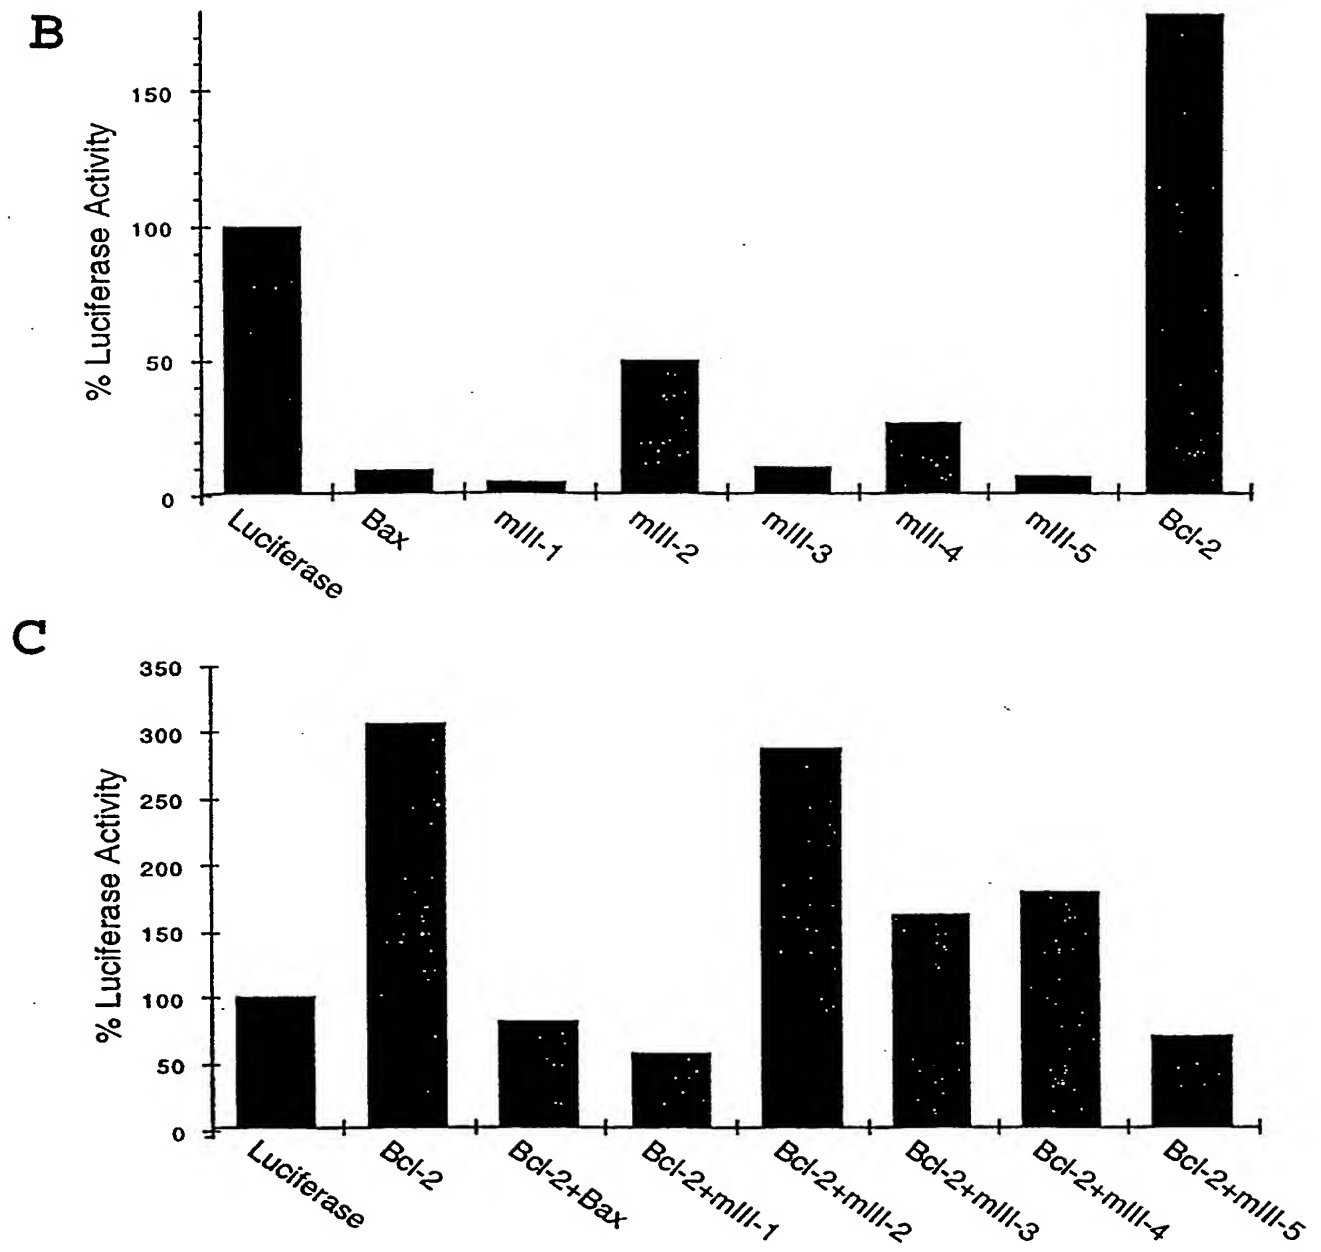 B
% Luciferase Activity
150
100
50
0
Luciferase
Bax
mIII-1
mIII-2
mIII-3
mIII-4
mIII-5
Bcl-2
C
% Luciferase Activity
350
300
250
200
150
100
50
0
Luciferase
Bcl-2
Bcl-2+Bax
Bcl-2+mIII-1
Bcl-2+mIII-2
Bcl-2+mIII-3
Bcl-2+mIII-4
Bcl-2+mIII-5